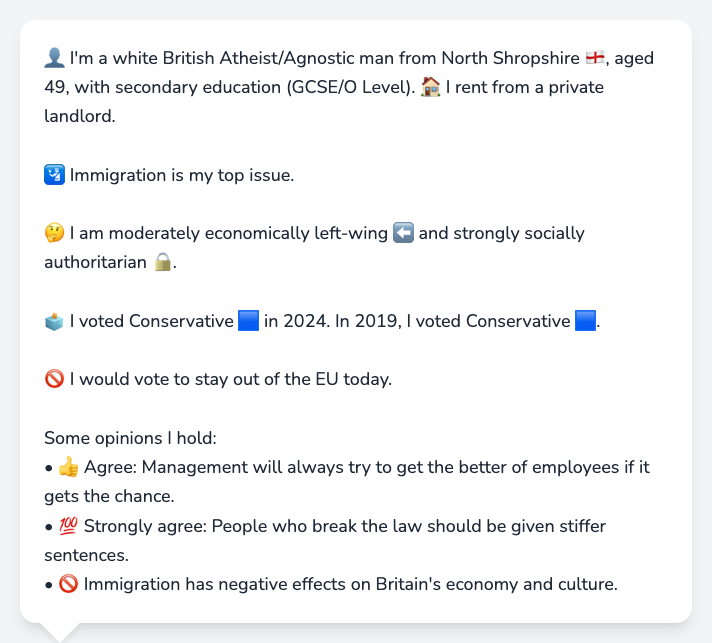 👤 I'm a white British Atheist/Agnostic man from North Shropshire 🏴󠁧󠁢󠁥󠁮󠁧󠁿, aged
49, with secondary education (GCSE/O Level). 🏠 I rent from a private
landlord.
🛂 Immigration is my top issue.
🤔 I am moderately economically left-wing ⬅️ and strongly socially
authoritarian 🔒.
🗳️ I voted Conservative 🟦 in 2024. In 2019, I voted Conservative 🟦.
🚫 I would vote to stay out of the EU today.
Some opinions I hold:
• 👍 Agree: Management will always try to get the better of employees if it
gets the chance.
• 💯 Strongly agree: People who break the law should be given stiffer
sentences.
• 🚫 Immigration has negative effects on Britain's economy and culture.